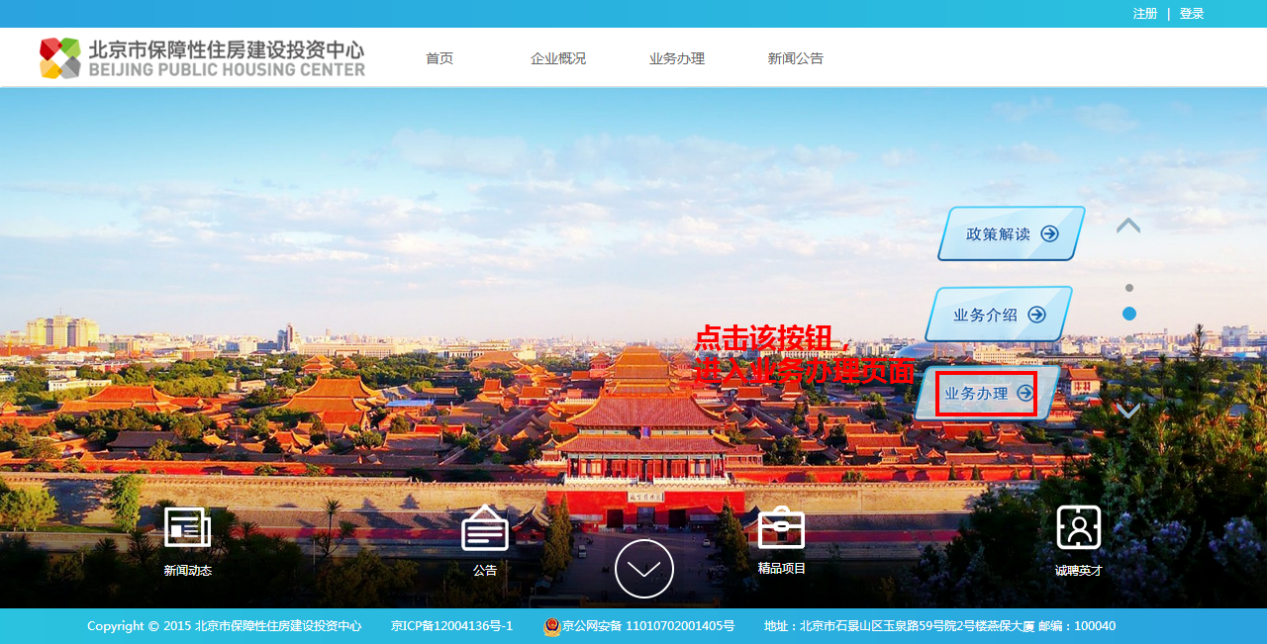 注册 | 登录
北京市保障性住房建设投资中心
BEIJING PUBLIC HOUSING CENTER
首页 企业概况 业务办理 新闻公告
政策解读
业务介绍
点击该按钮，
进入业务办理页面
业务办理
新闻动态 公告 精品项目 诚聘英才
Copyright © 2015 北京市保障性住房建设投资中心 京ICP备12004136号-1 京公网安备 11010702001405号 地址：北京市石景山区玉泉路59号院2号楼燕保大厦 邮编：100040